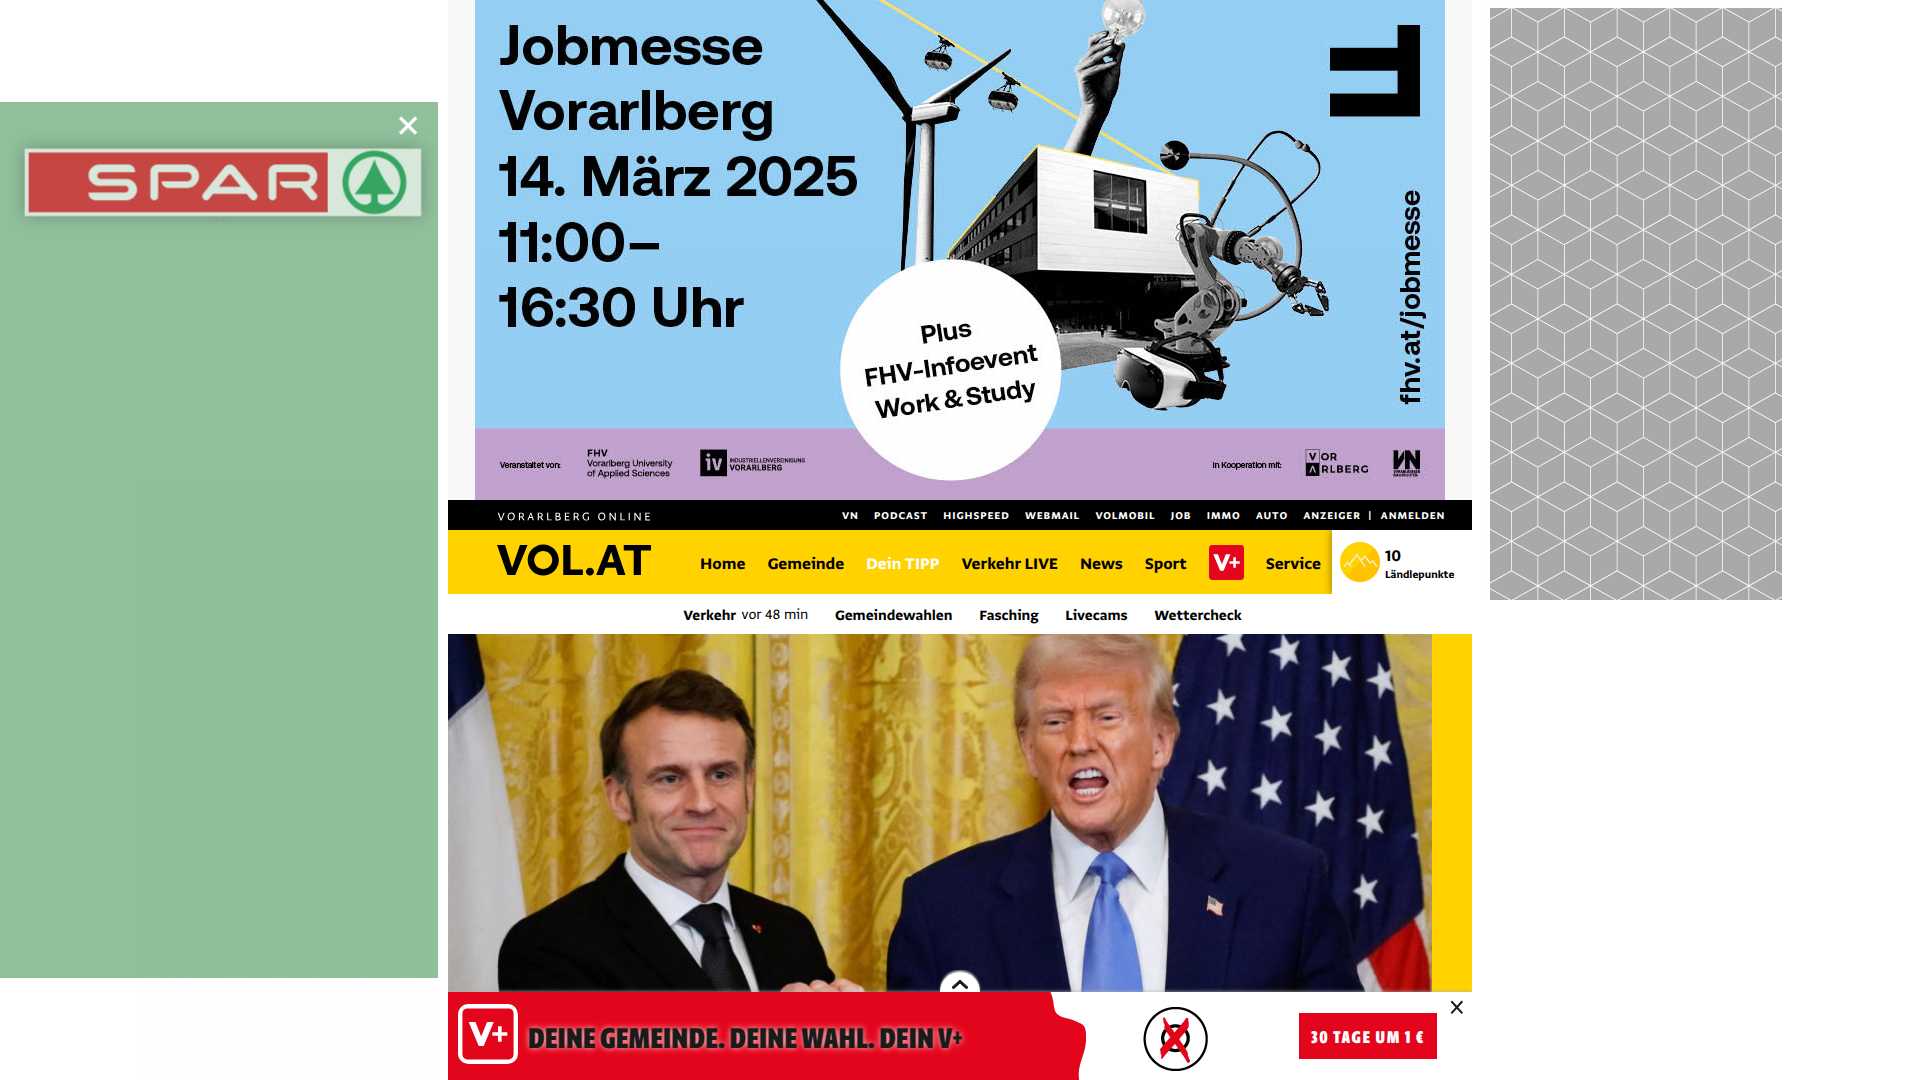 SPAR
Jobmesse
Vorarlberg
14. März 2025
11:00–
16:30 Uhr
Plus
FHV-Infoevent
Work & Study
fhv.at/jobmesse
Veranstaltet von:
FHV
Vorarlberg University
of Applied Sciences
iv
INDUSTRIELLENVEREINIGUNG
VORARLBERG
In Kooperation mit:
VOR
ARLBERG
VN
VORARLBERG ONLINE
VN PODCAST HIGHSPEED WEBMAIL VOLMOBIL JOB IMMO AUTO ANZEIGER | ANMELDEN
VOL.AT
Home Gemeinde Dein TIPP Verkehr LIVE News Sport V+ Service
10
Ländlepunkte
Verkehr vor 48 min Gemeindewahlen Fasching Livecams Wettercheck
V+
DEINE GEMEINDE. DEINE WAHL. DEIN V+
30 TAGE UM 1 €